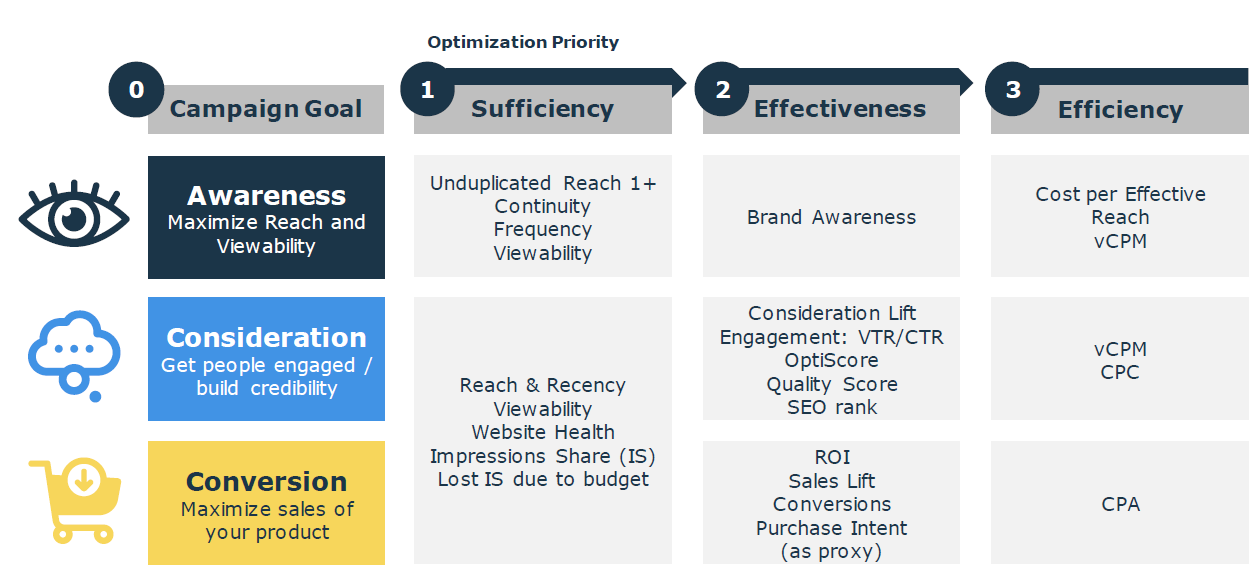 Optimization Priority
0
Campaign Goal
1
Sufficiency
2
Effectiveness
3
Efficiency
Awareness
Maximize Reach and
Viewability
Unduplicated Reach 1+
Continuity
Frequency
Viewability
Brand Awareness
Cost per Effective
Reach
vCPM
Consideration
Get people engaged /
build credibility
Reach & Recency
Viewability
Website Health
Impressions Share (IS)
Lost IS due to budget
Consideration Lift
Engagement: VTR/CTR
OptiScore
Quality Score
SEO rank
vCPM
CPC
Conversion
Maximize sales of
your product
ROI
Sales Lift
Conversions
Purchase Intent
(as proxy)
CPA